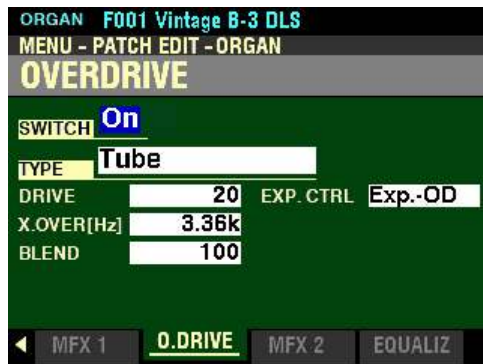 ORGAN F001 Vintage B-3 DLS
MENU - PATCH EDIT - ORGAN
OVERDRIVE
SWITCH On
TYPE Tube
DRIVE 20 EXP. CTRL Exp.-OD
X.OVER[Hz] 3.36k
BLEND 100
MFX 1 O.DRIVE MFX 2 EQUALIZ